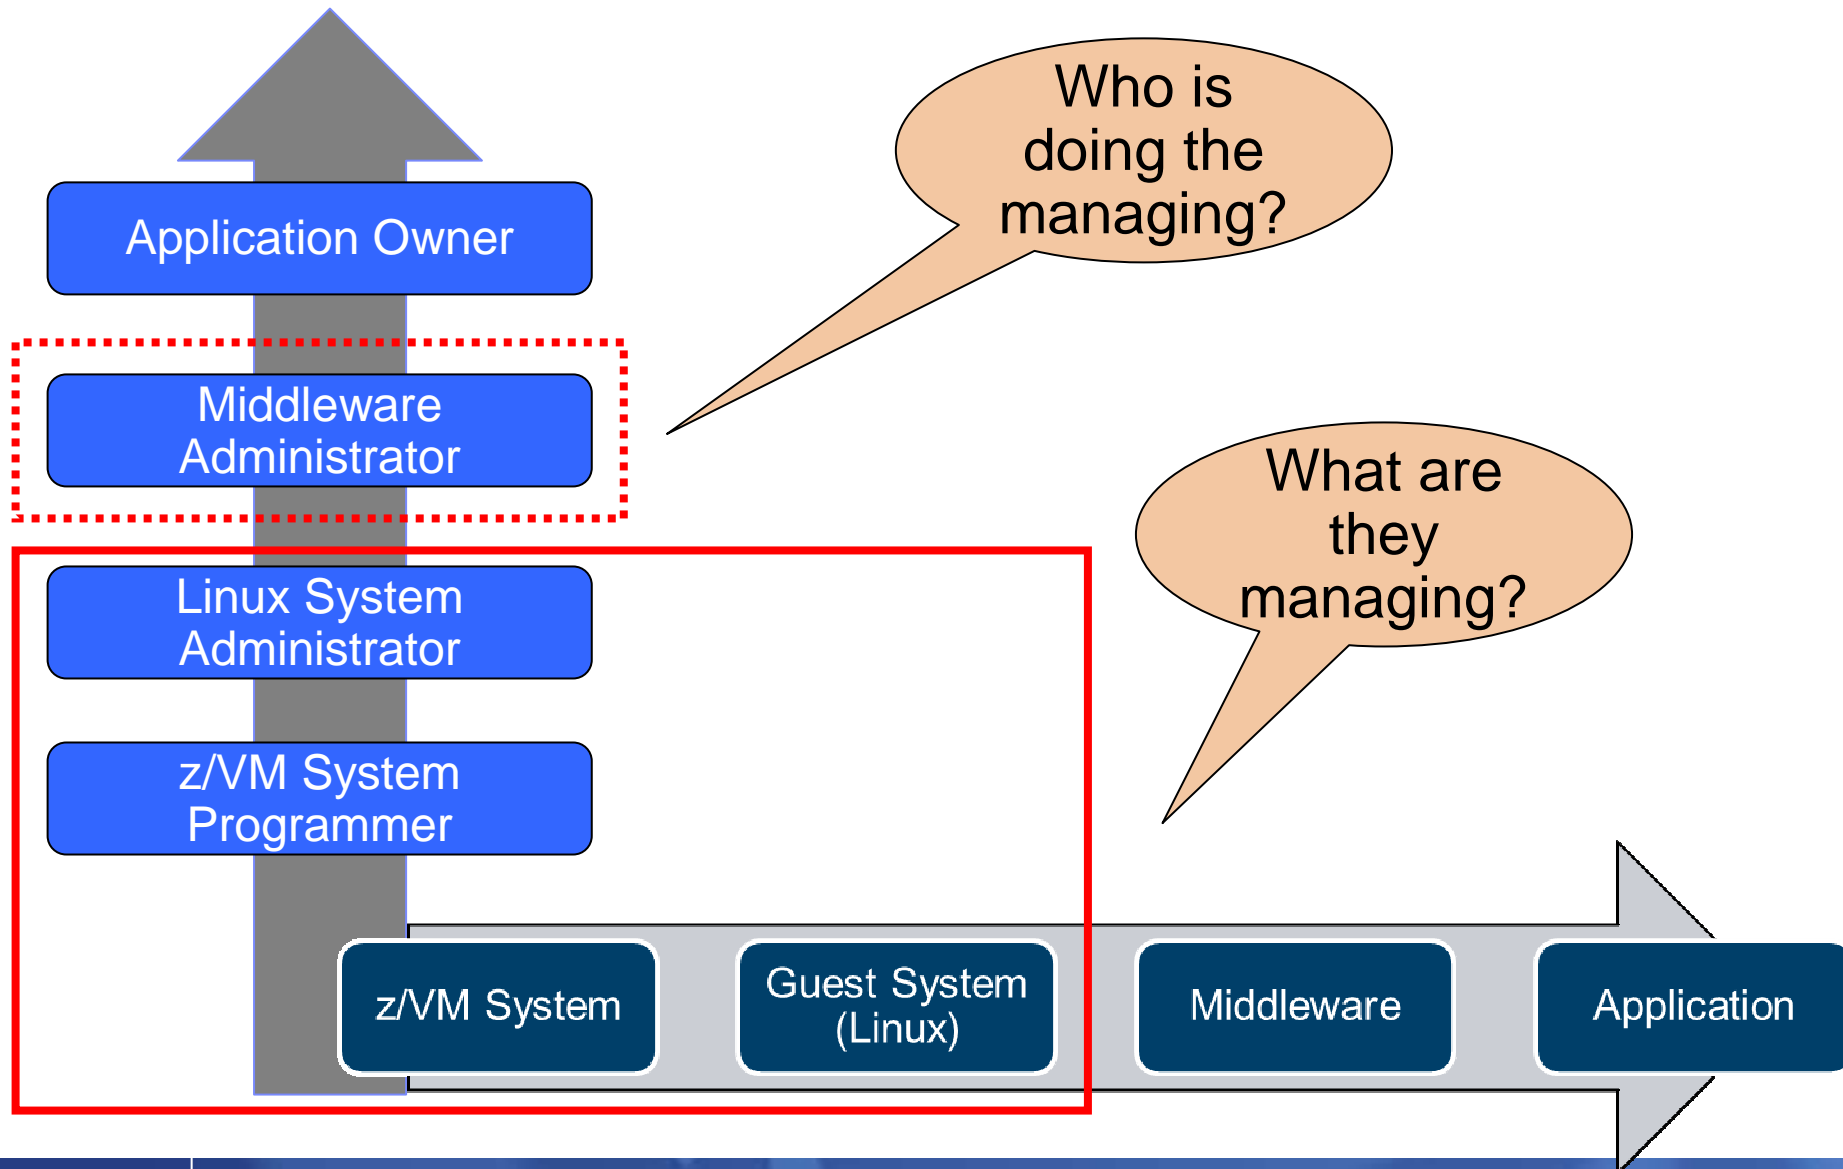 Who is
doing the
managing?
Application Owner
Middleware
Administrator
What are
they
managing?
Linux System
Administrator
z/VM System
Programmer
z/VM System
Guest System
(Linux)
Middleware
Application